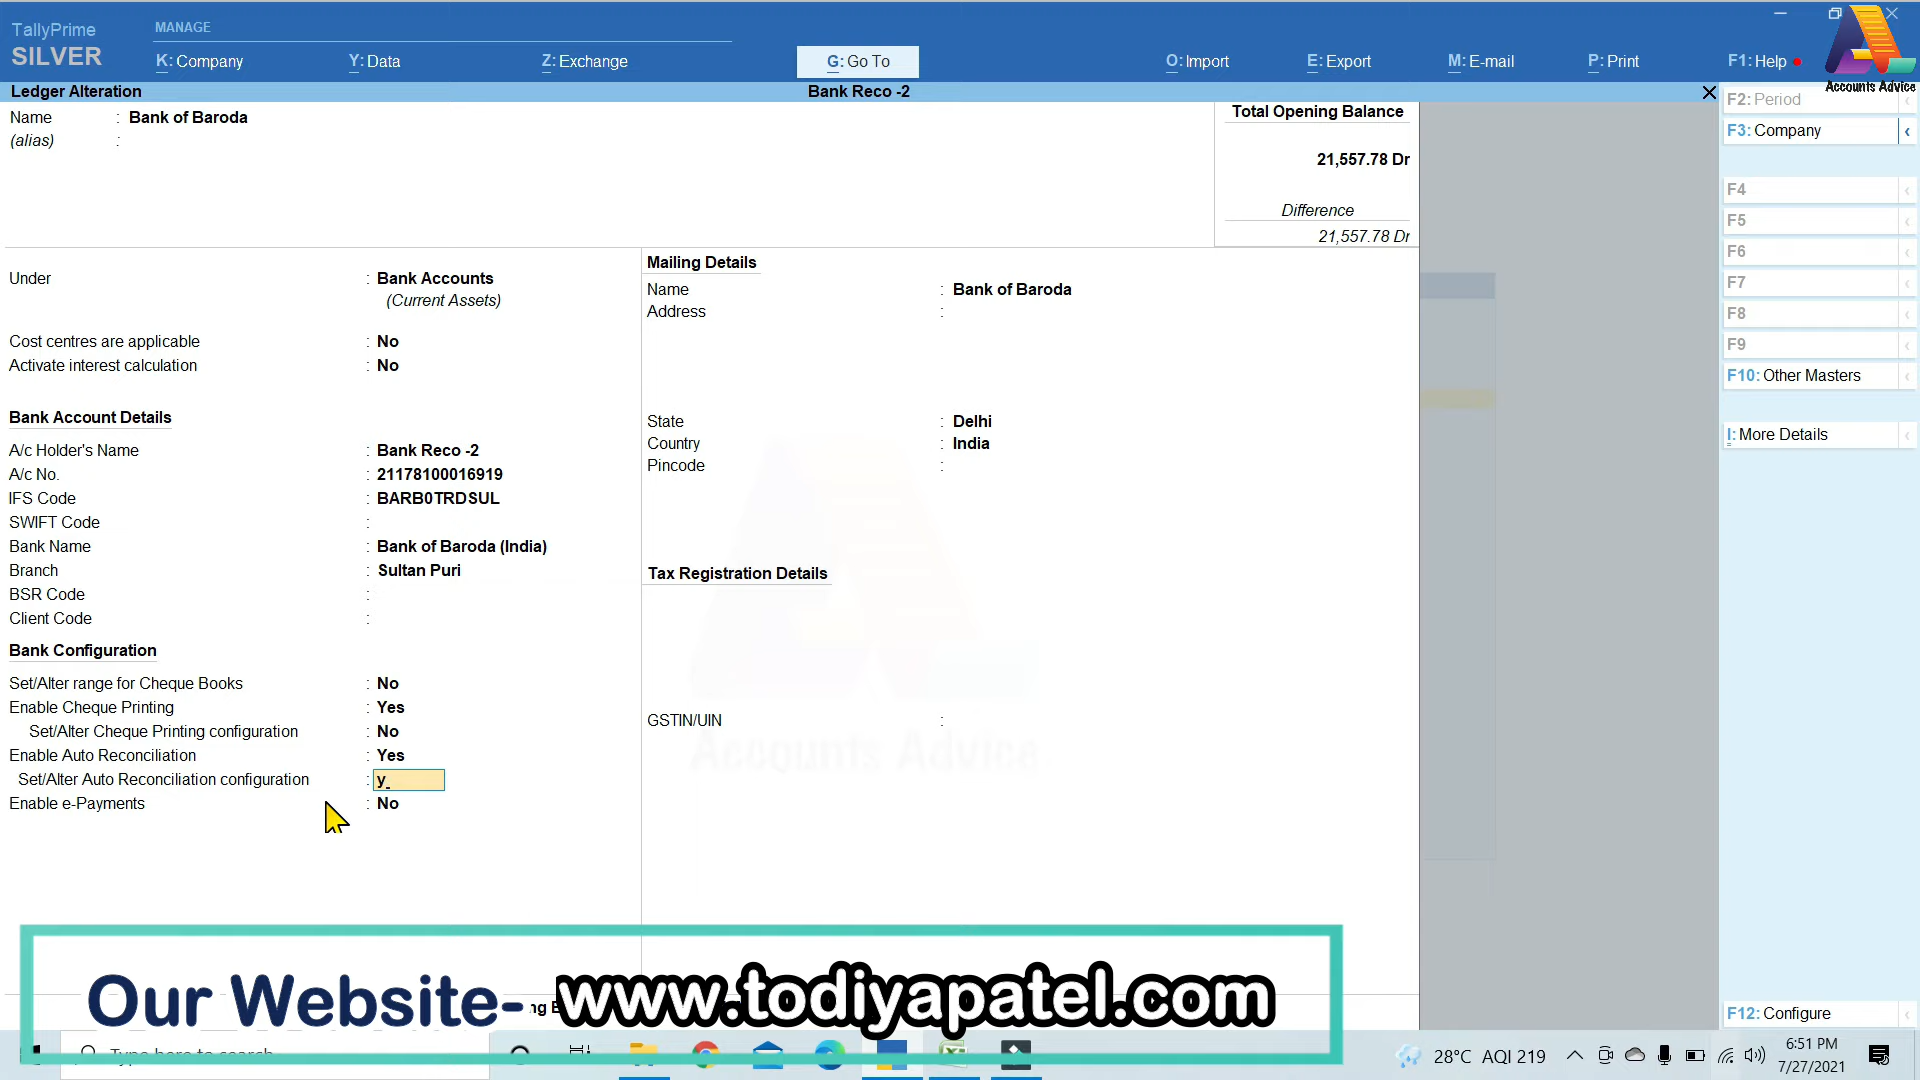 TallyPrime
SILVER
MANAGE
K: Company
Y: Data
Z: Exchange
G: Go To
O: Import
E: Export
M: E-mail
P: Print
F1: Help
Accounts Advice
Ledger Alteration
Bank Reco -2
Name : Bank of Baroda
(alias) :
Total Opening Balance
21,557.78 Dr
Difference
21,557.78 Dr
Under : Bank Accounts
(Current Assets)
Cost centres are applicable : No
Activate interest calculation : No
Bank Account Details
A/c Holder's Name : Bank Reco -2
A/c No. : 21178100016919
IFS Code : BARB0TRDSUL
SWIFT Code :
Bank Name : Bank of Baroda (India)
Branch : Sultan Puri
BSR Code :
Client Code :
Bank Configuration
Set/Alter range for Cheque Books : No
Enable Cheque Printing : Yes
Set/Alter Cheque Printing configuration : No
Enable Auto Reconciliation : Yes
Set/Alter Auto Reconciliation configuration : y
Enable e-Payments : No
Mailing Details
Name : Bank of Baroda
Address :
State : Delhi
Country : India
Pincode :
Tax Registration Details
GSTIN/UIN :
Accounts Advice
F2: Period
F3: Company
F4
F5
F6
F7
F8
F9
F10: Other Masters
I: More Details
F12: Configure
Our Website- www.todiyapatel.com
28°C AQI 219
6:51 PM
7/27/2021